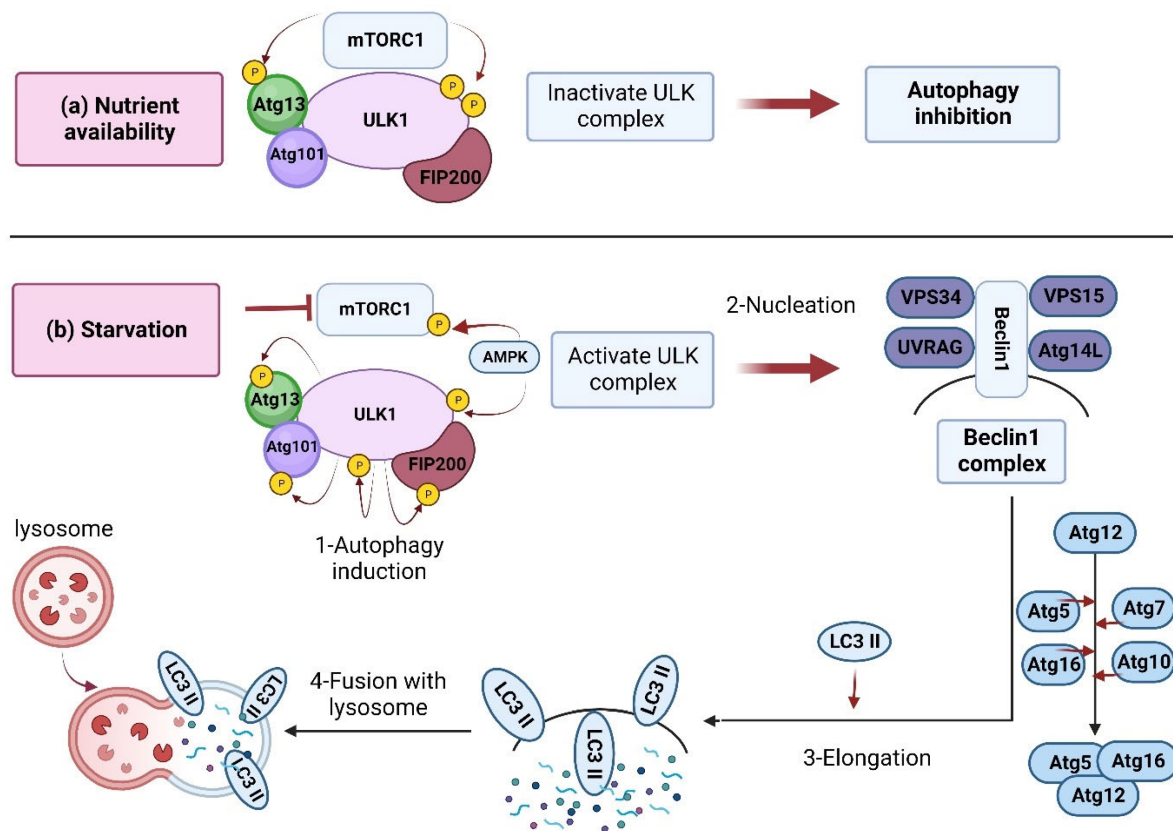 mTORC1
P
P
P
(a) Nutrient
availability
Atg13
ULK1
Atg101
FIP200
Inactivate ULK
complex
Autophagy
inhibition
(b) Starvation
mTORC1
P
AMPK
P
Atg13
ULK1
P
Atg101
FIP200
P
P
P
1-Autophagy
induction
Activate ULK
complex
2-Nucleation
VPS34
VPS15
Beclin1
UVRAG
Atg14L
Beclin1
complex
Atg12
Atg5
Atg7
Atg16
Atg10
Atg5
Atg16
Atg12
LC3 II
3-Elongation
LC3 II
LC3 II
LC3 II
4-Fusion with
lysosome
lysosome
LC3 II
LC3 II
LC3 II